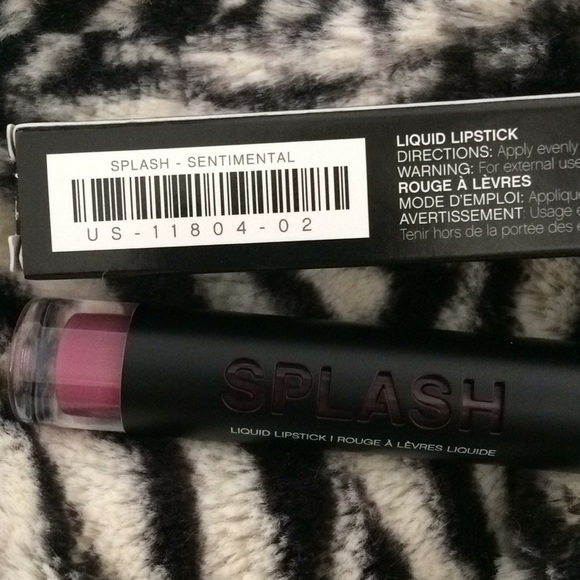 SPLASH - SENTIMENTAL
US-11804-02
LIQUID LIPSTICK
DIRECTIONS: Apply evenly
WARNING: For external use
ROUGE À LÈVRES
MODE D'EMPLOI: Applique
AVERTISSEMENT Usage
Tenir hors de la portee des
SPLASH
LIQUID LIPSTICK | ROUGE À LÈVRES LIQUIDE